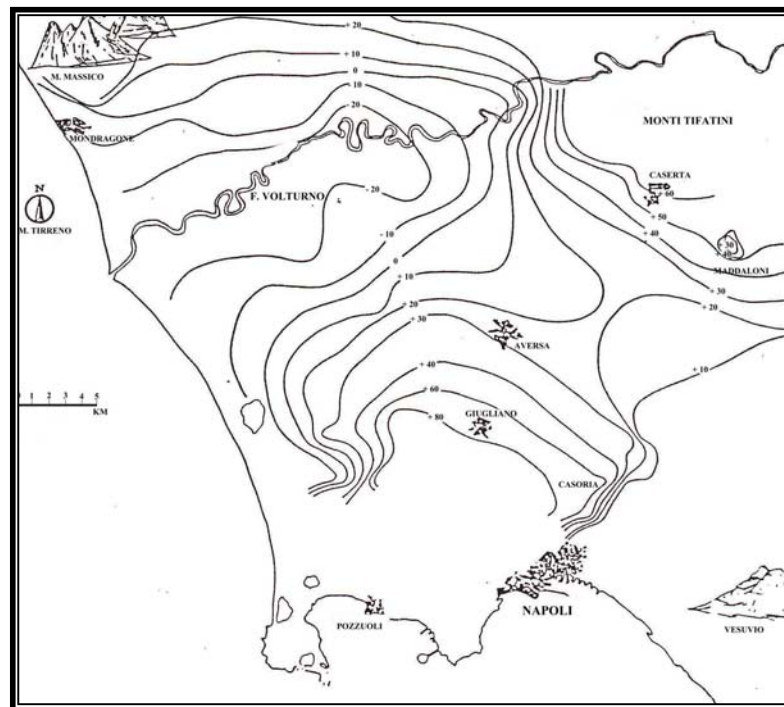 + 20
M. MASSICO
+ 10
0
- 10
- 20
MONTI TIFATINI
MONDRAGONE
CASERTA
+ 60
N
F. VOLTURNO
- 20
M. TIRRENO
+ 50
+ 40
+ 30
+ 40
MADDALONI
- 10
0
+ 10
+ 30
+ 20
+ 20
+ 30
AVERSA
+ 40
+ 10
+ 60
0 1 2 3 4 5
KM
+ 80
GIUGLIANO
CASORIA
NAPOLI
POZZUOLI
VESUVIO